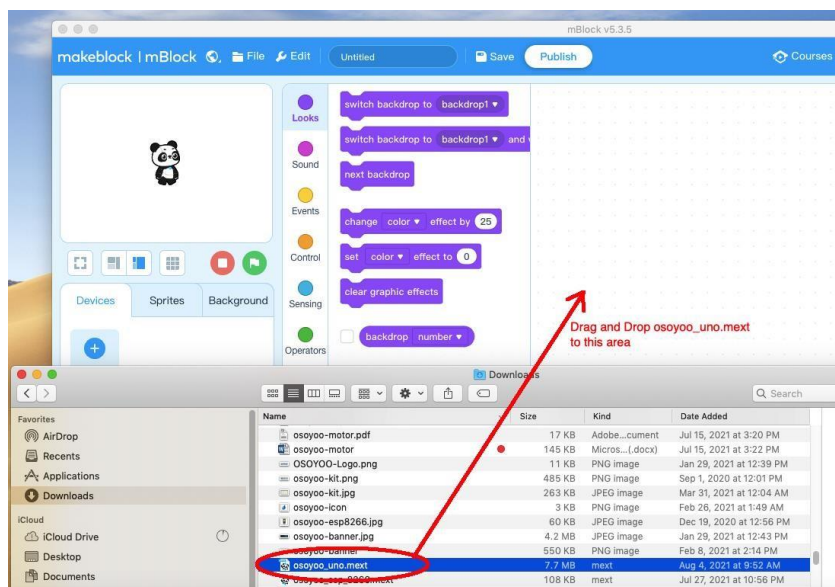 mBlock v5.3.5
makeblock | mBlock File Edit Untitled Save Publish Courses
Looks
Sound
Events
Control
Sensing
Operators
switch backdrop to backdrop1
switch backdrop to backdrop1 and
next backdrop
change color effect by 25
set color effect to 0
clear graphic effects
backdrop number
Devices Sprites Background
Drag and Drop osoyoo_uno.mext
to this area
Downloads
Search
Favorites
AirDrop
Recents
Applications
Downloads
iCloud
iCloud Drive
Desktop
Documents
Name Size Kind Date Added
osoyoo-motor.pdf 17 KB Adobe...cument Jul 15, 2021 at 3:20 PM
osoyoo-motor 145 KB Micros...(.docx) Jul 15, 2021 at 3:22 PM
OSOYOO-Logo.png 11 KB PNG image Jan 29, 2021 at 12:39 PM
osoyoo-kit.png 485 KB PNG image Sep 1, 2020 at 12:01 PM
osoyoo-kit.jpg 263 KB JPEG image Mar 31, 2021 at 12:04 AM
osoyoo-icon 3 KB PNG image Feb 26, 2021 at 1:49 AM
osoyoo-esp8266.jpg 60 KB JPEG image Dec 19, 2020 at 12:56 PM
osoyoo-banner.jpg 4.2 MB JPEG image Jan 29, 2021 at 12:43 PM
osoyoo-banner 550 KB PNG image Feb 8, 2021 at 2:14 PM
osoyoo_uno.mext 7.7 MB mext Aug 4, 2021 at 9:52 AM
osoyoo_esp_8266.mext 108 KB mext Jul 27, 2021 at 10:56 PM